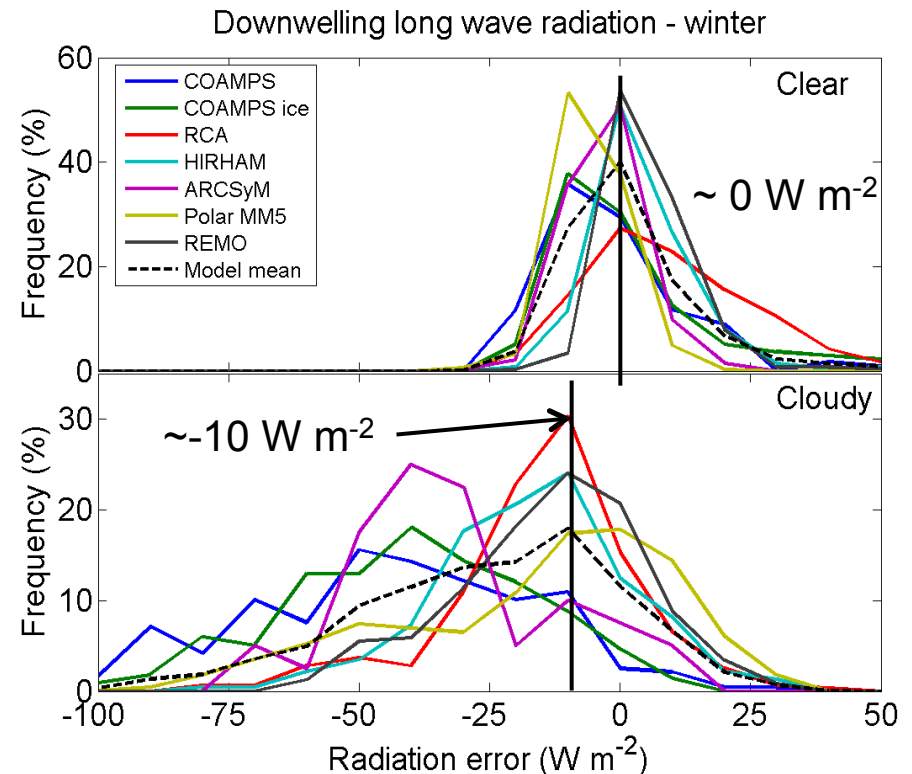 Downwelling long wave radiation - winter
60
40
20
0
Frequency (%)
COAMPS
COAMPS ice
RCA
HIRHAM
ARCSyM
Polar MM5
REMO
Model mean
Clear
~ 0 W m-2
Cloudy
~-10 W m-2
30
20
10
0
Frequency (%)
-100 -75 -50 -25 0 25 50
Radiation error (W m-2)